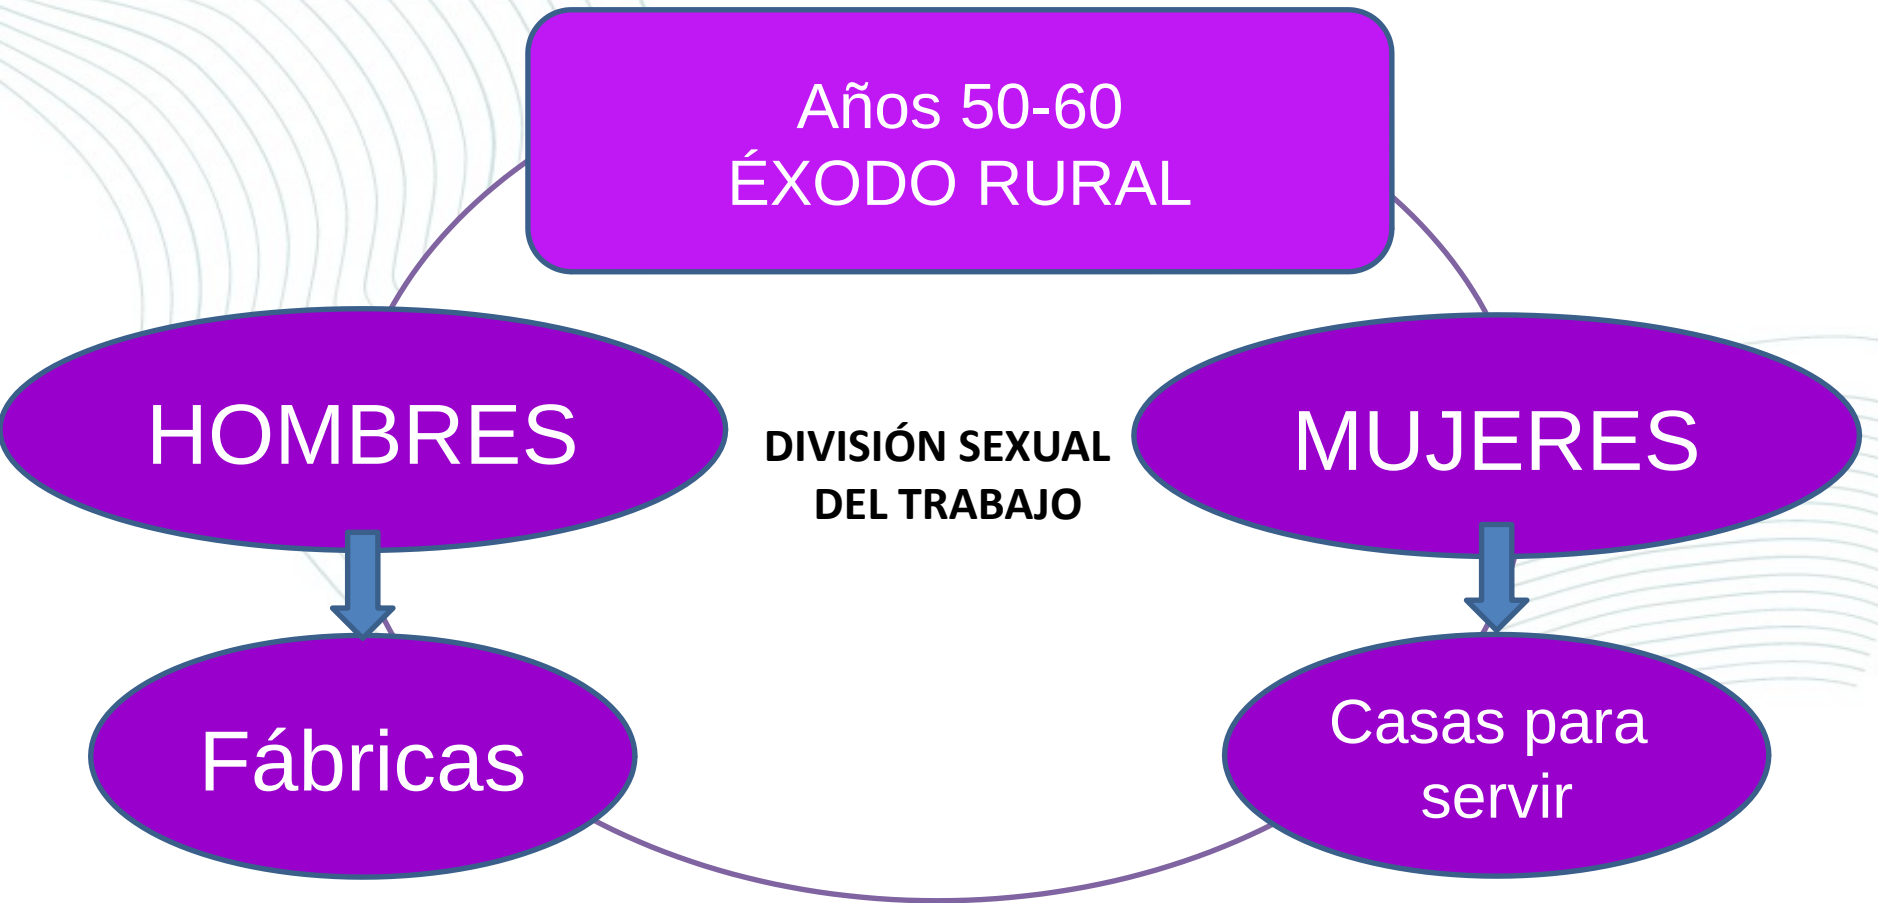 Años 50-60
ÉXODO RURAL
HOMBRES
DIVISIÓN SEXUAL
DEL TRABAJO
MUJERES
Fábricas
Casas para
servir